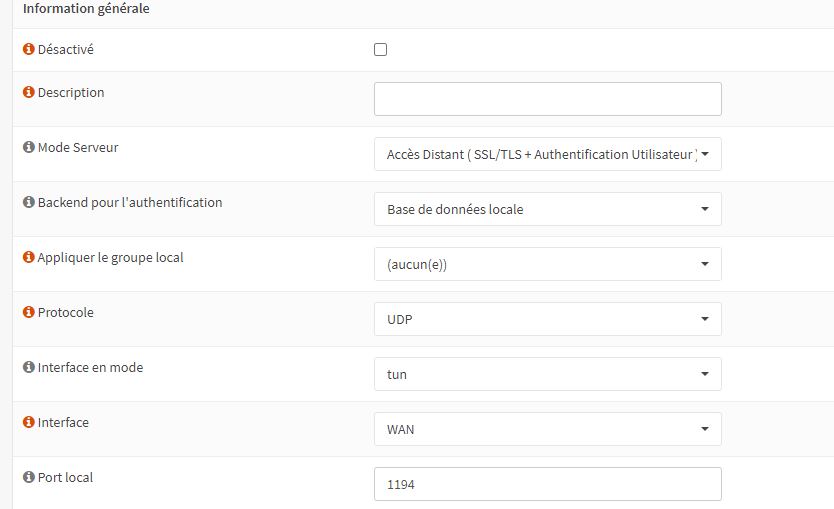 Information générale
Désactivé
Description
Mode Serveur
Accès Distant ( SSL/TLS + Authentification Utilisateur )
Backend pour l'authentification
Base de données locale
Appliquer le groupe local
(aucun(e))
Protocole
UDP
Interface en mode
tun
Interface
WAN
Port local
1194